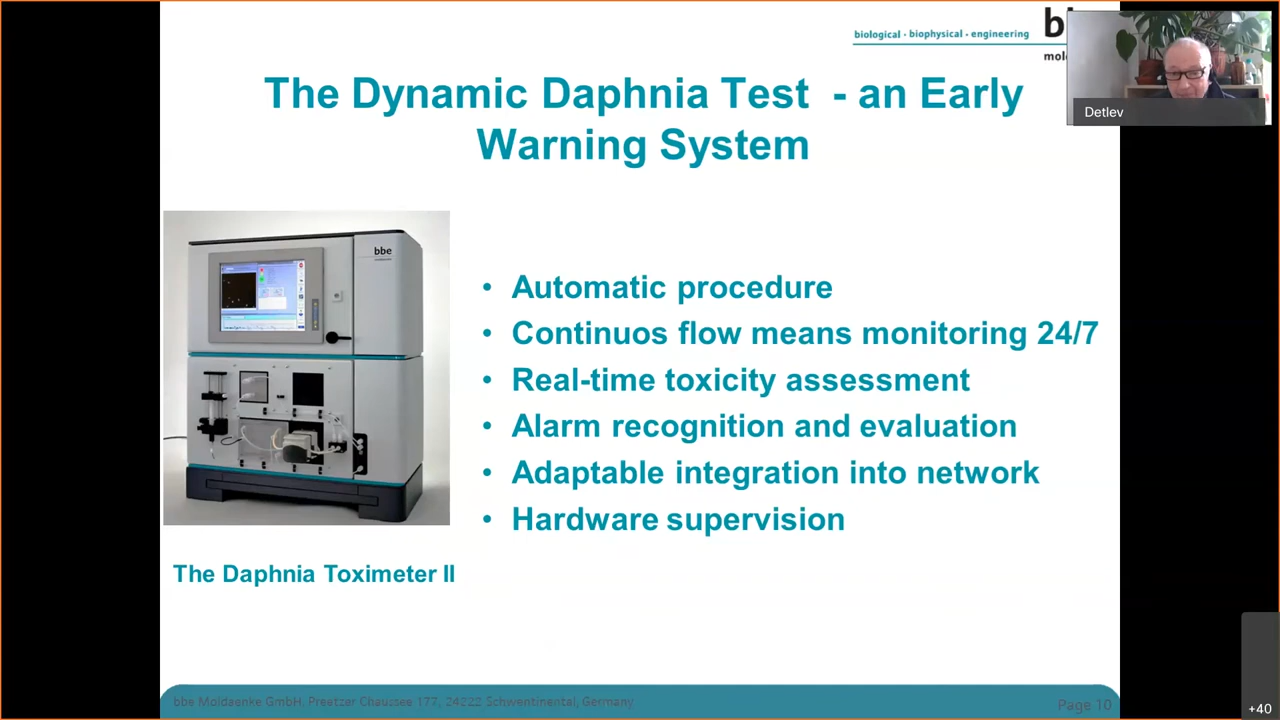 biological · biophysical · engineering
Detlev
The Dynamic Daphnia Test - an Early
Warning System
bbe
• Automatic procedure
• Continuos flow means monitoring 24/7
• Real-time toxicity assessment
• Alarm recognition and evaluation
• Adaptable integration into network
• Hardware supervision
The Daphnia Toximeter II
bbe Moldaenke GmbH, Preetzer Chaussee 177, 24222 Schwentinental, Germany
Page 10
+40